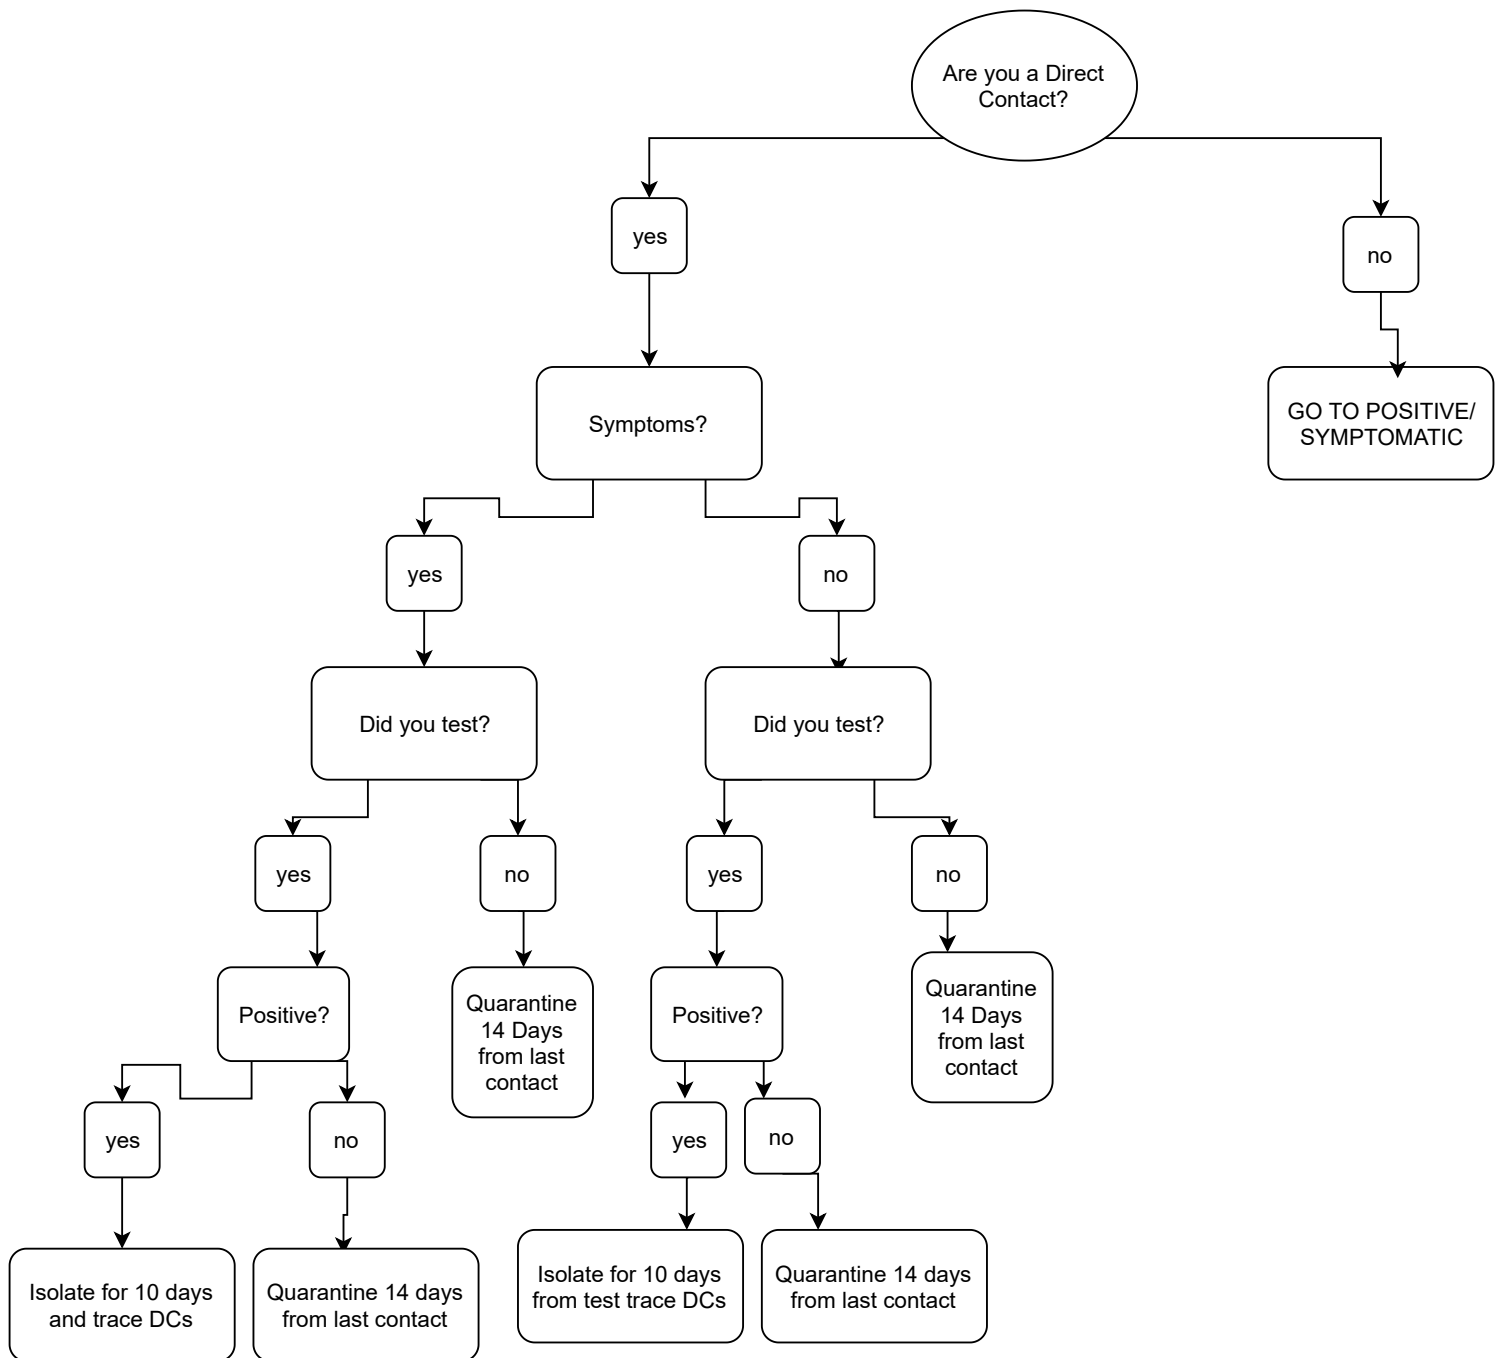 Are you a Direct
Contact?
yes
no
GO TO POSITIVE/
SYMPTOMATIC
Symptoms?
yes
no
Did you test?
Did you test?
yes
no
yes
no
Positive?
Quarantine
14 Days
from last
contact
Positive?
Quarantine
14 Days
from last
contact
yes
no
yes
no
Isolate for 10 days
and trace DCs
Quarantine 14 days
from last contact
Isolate for 10 days
from test trace DCs
Quarantine 14 days
from last contact